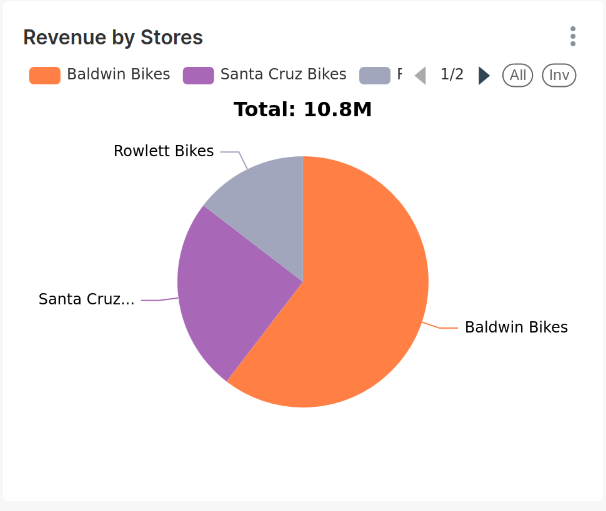 Revenue by Stores
Baldwin Bikes Santa Cruz Bikes 1/2 All Inv
Total: 10.8M
Rowlett Bikes
Santa Cruz...
Baldwin Bikes